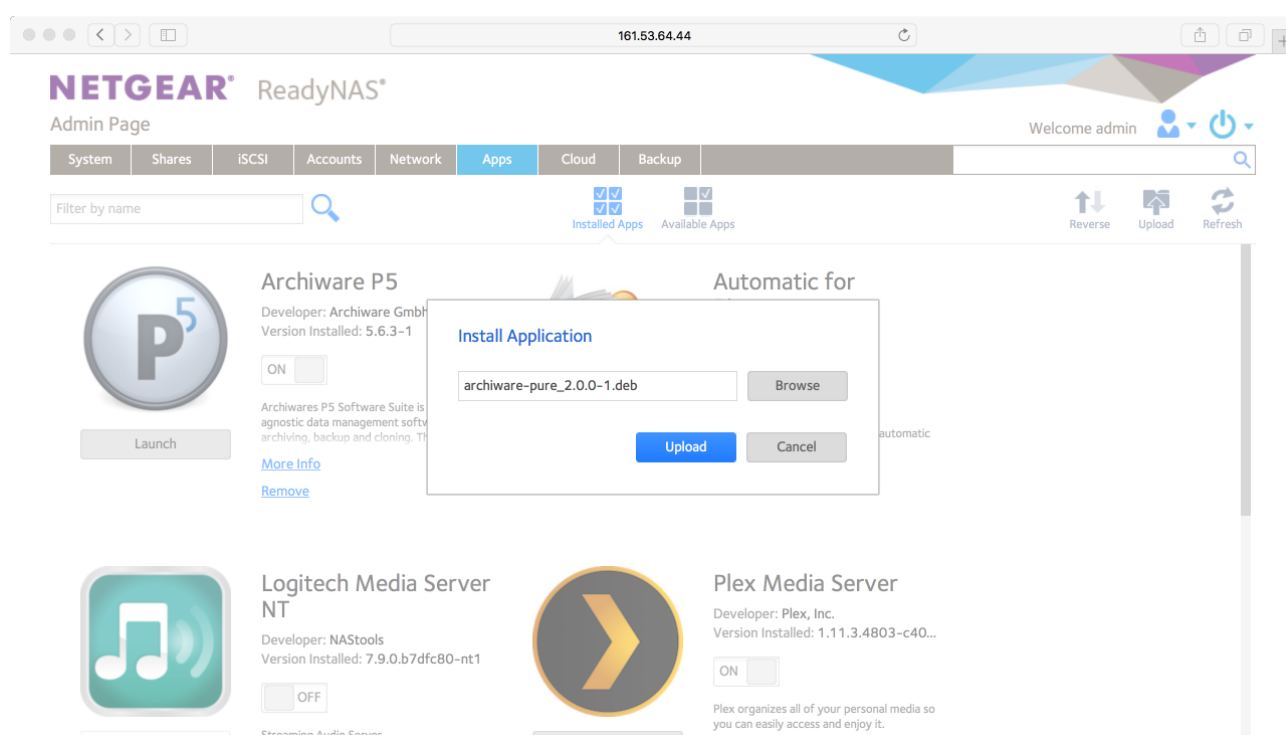 161.53.64.44
NETGEAR® ReadyNAS®
Admin Page
Welcome admin
System Shares iSCSI Accounts Network Apps Cloud Backup
Filter by name
Installed Apps Available Apps
Reverse Upload Refresh
P5
Archiware P5
Developer: Archiware Gmbh
Version Installed: 5.6.3-1
ON
Archiwares P5 Software Suite is
agnostic data management softw
archiving, backup and cloning. Th
Launch
More Info
Remove
Automatic for
automatic
Install Application
archiware-pure_2.0.0-1.deb Browse
Upload Cancel
Logitech Media Server
NT
Developer: NAStools
Version Installed: 7.9.0.b7dfc80-nt1
OFF
Streaming Audio Server
Plex Media Server
Developer: Plex, Inc.
Version Installed: 1.11.3.4803-c40...
ON
Plex organizes all of your personal media so
you can easily access and enjoy it.